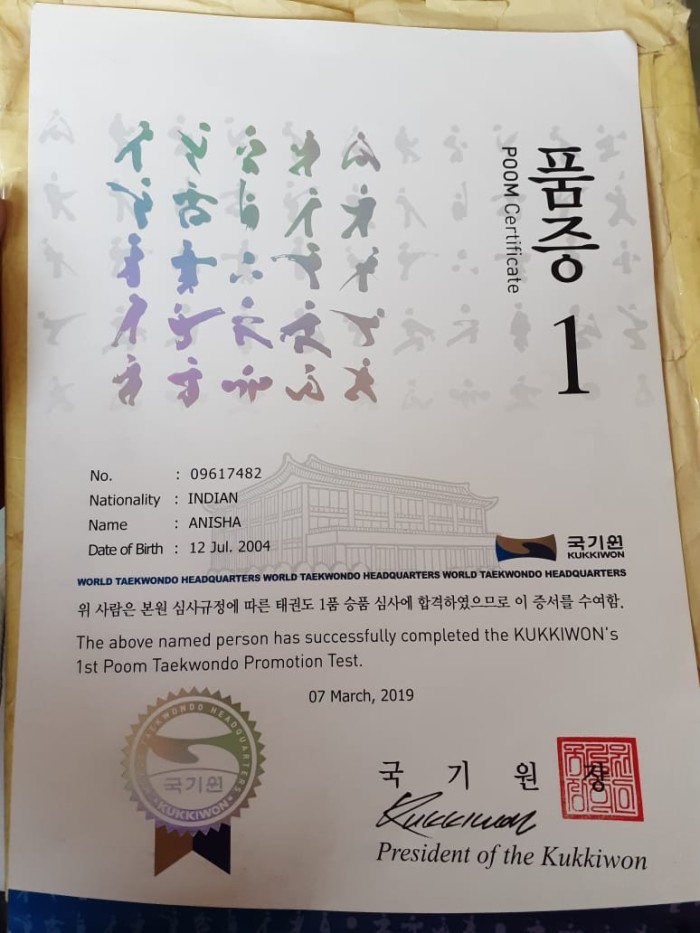 품증
POOM Certificate
1
No. : 09617482
Nationality : INDIAN
Name : ANISHA
Date of Birth : 12 Jul. 2004
국기원
KUKKIWON
WORLD TAEKWONDO HEADQUARTERS WORLD TAEKWONDO HEADQUARTERS WORLD TAEKWONDO HEADQUARTERS
위 사람은 본원 심사규정에 따른 태권도 1품 승품 심사에 합격하였으므로 이 증서를 수여함.
The above named person has successfully completed the KUKKIWON's
1st Poom Taekwondo Promotion Test.
07 March, 2019
TAEKWONDO HEADQUARTERS
국기원
KUKKIWON
국 기 원 장
Kukkiwon
President of the Kukkiwon